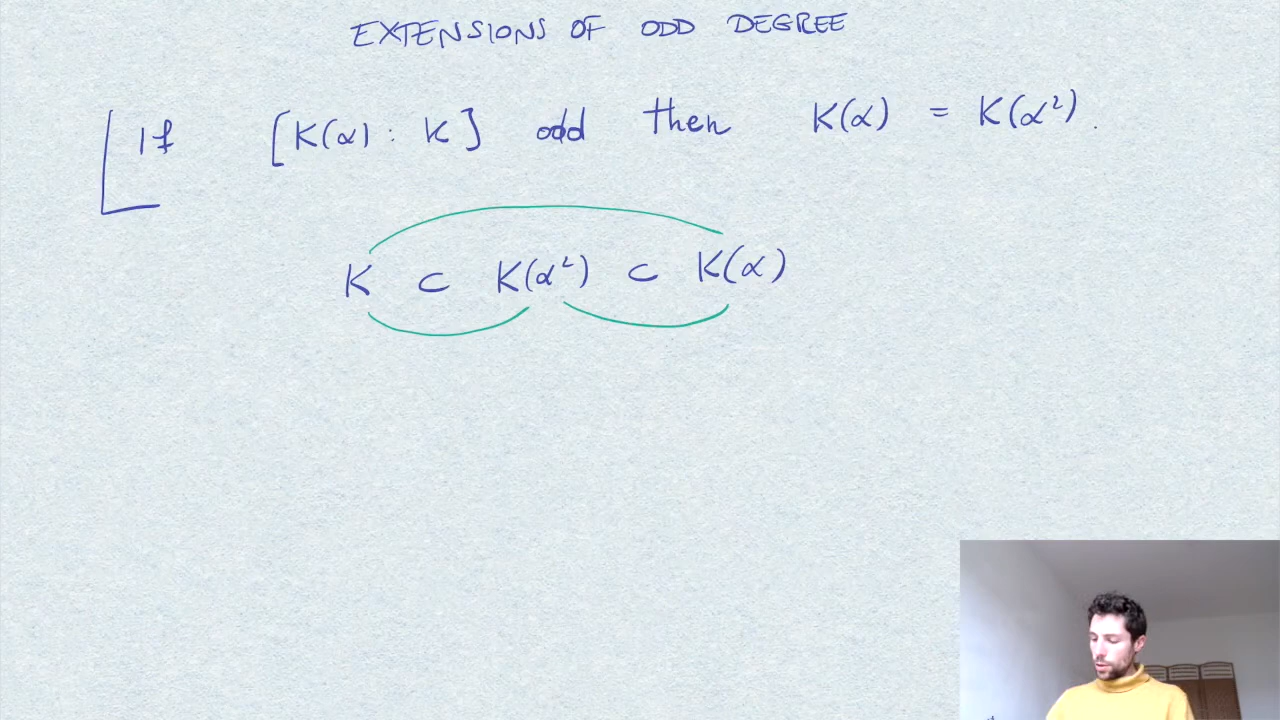 EXTENSIONS OF ODD DEGREE
If [K(α) : K] odd then K(α) = K(α²).
K ⊂ K(α²) ⊂ K(α)